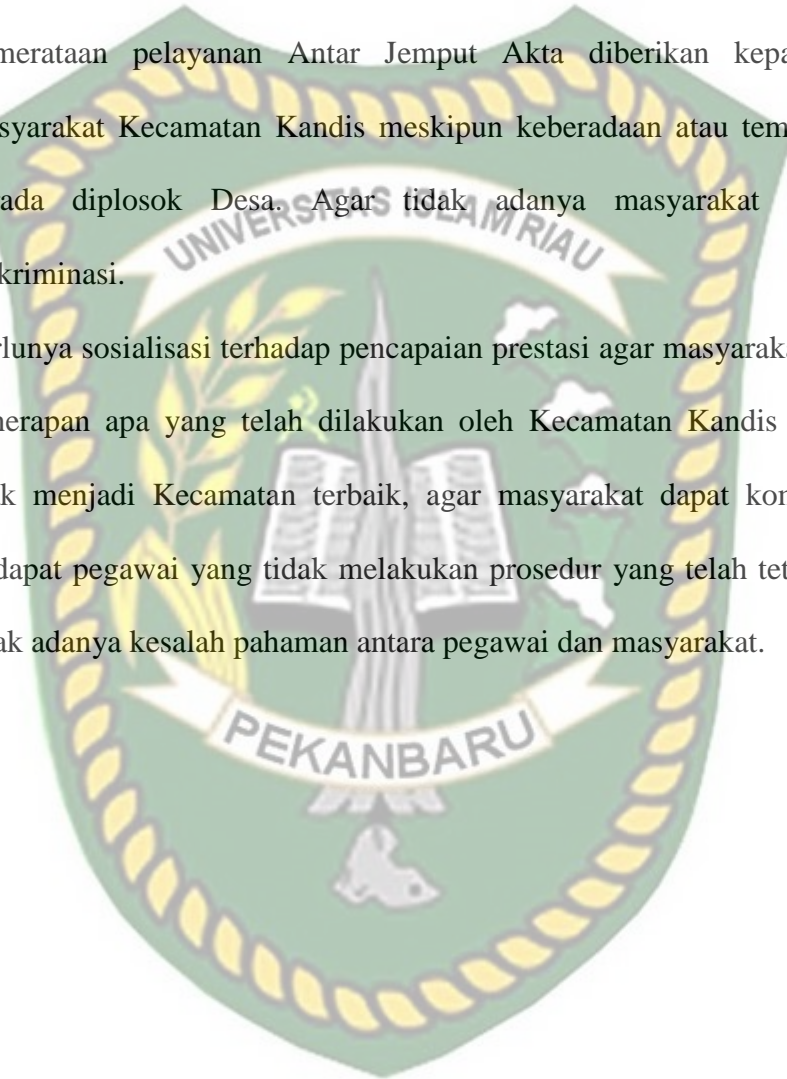 merataan pelayanan Antar Jemput Akta diberikan kepa
syarakat Kecamatan Kandis meskipun keberadaan atau tem
ada diplosok Desa. Agar tidak adanya masyarakat
kriminasi.
rlunya sosialisasi terhadap pencapaian prestasi agar masyaraka
nerapan apa yang telah dilakukan oleh Kecamatan Kandis
k menjadi Kecamatan terbaik, agar masyarakat dapat kor
dapat pegawai yang tidak melakukan prosedur yang telah tet
ak adanya kesalah pahaman antara pegawai dan masyarakat.
UNIVERSITAS ISLAM RIAU
PEKANBARU